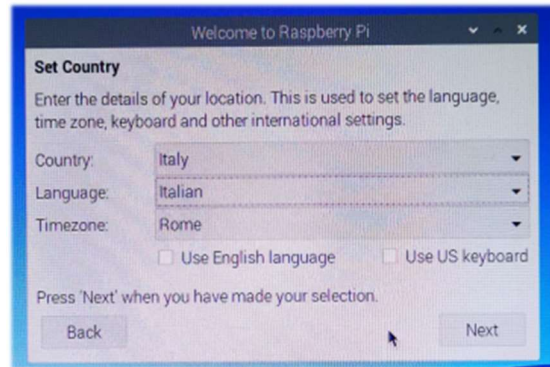 Welcome to Raspberry Pi
Set Country
Enter the details of your location. This is used to set the language,
time zone, keyboard and other international settings.
Country: Italy
Language: Italian
Timezone: Rome
Use English language Use US keyboard
Press 'Next' when you have made your selection.
Back Next